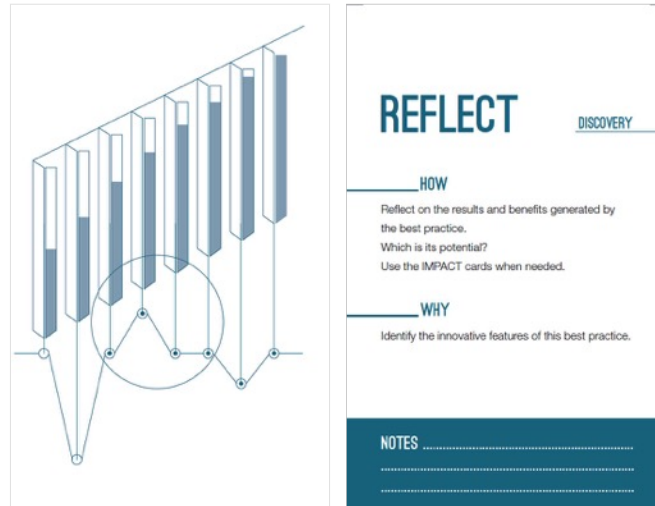 REFLECT
DISCOVERY
HOW
Reflect on the results and benefits generated by
the best practice.
Which is its potential?
Use the IMPACT cards when needed.
WHY
Identify the innovative features of this best practice.
NOTES